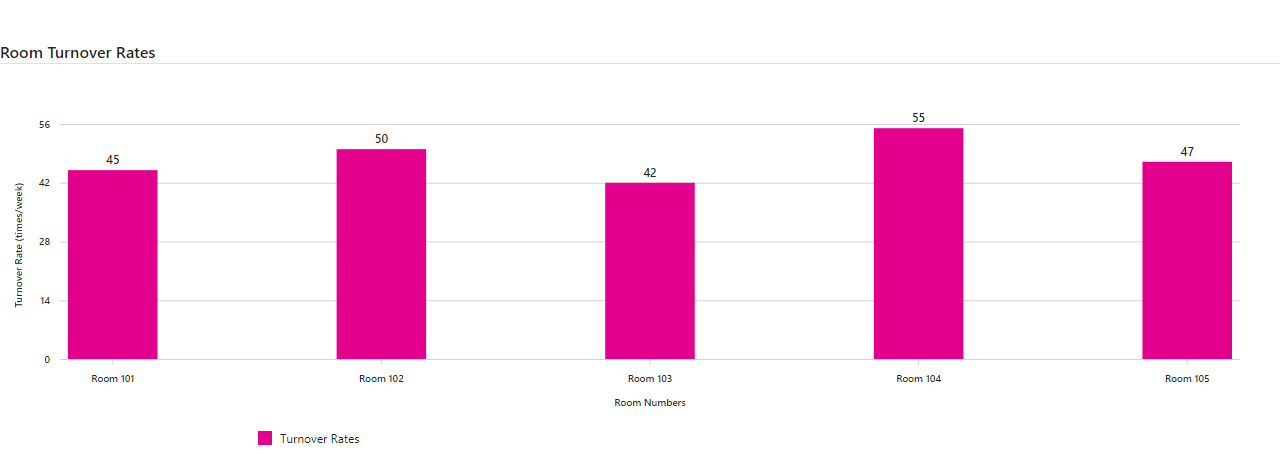 Room Turnover Rates
Turnover Rate (times/week)
56
42
28
14
0
45
50
42
55
47
Room 101
Room 102
Room 103
Room 104
Room 105
Room Numbers
Turnover Rates